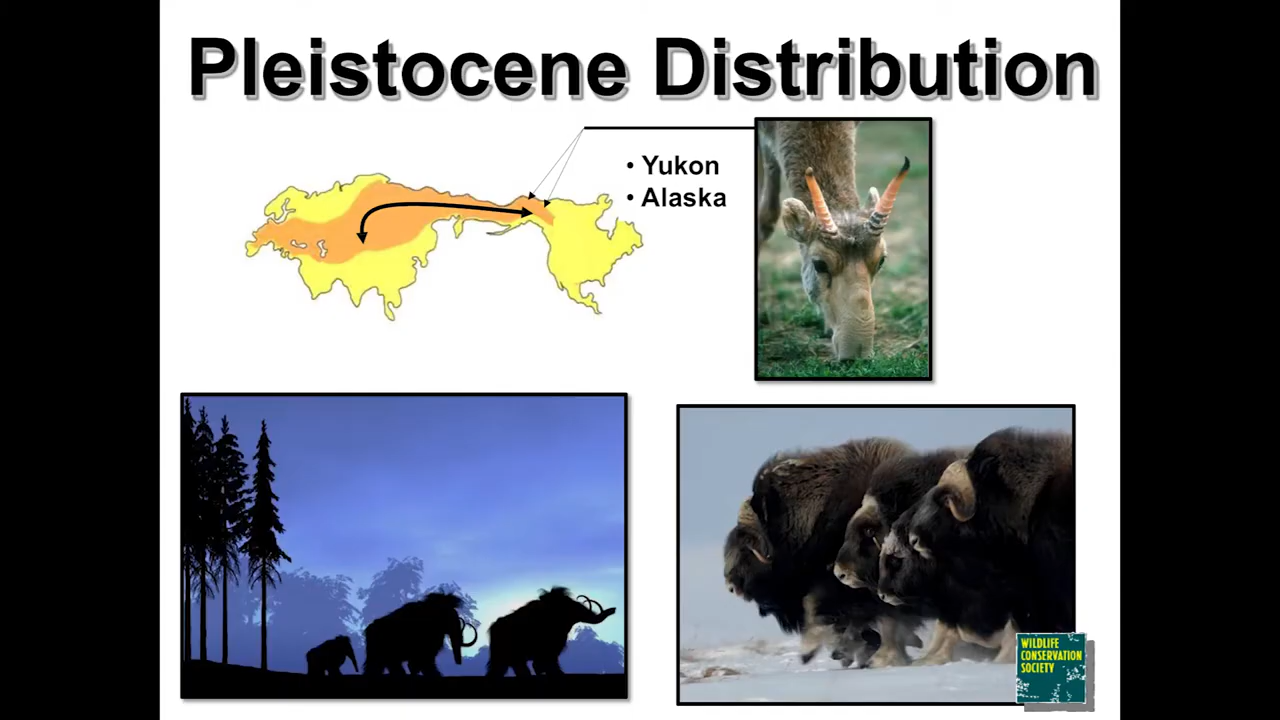 Pleistocene Distribution
• Yukon
• Alaska
WILDLIFE
CONSERVATION
SOCIETY